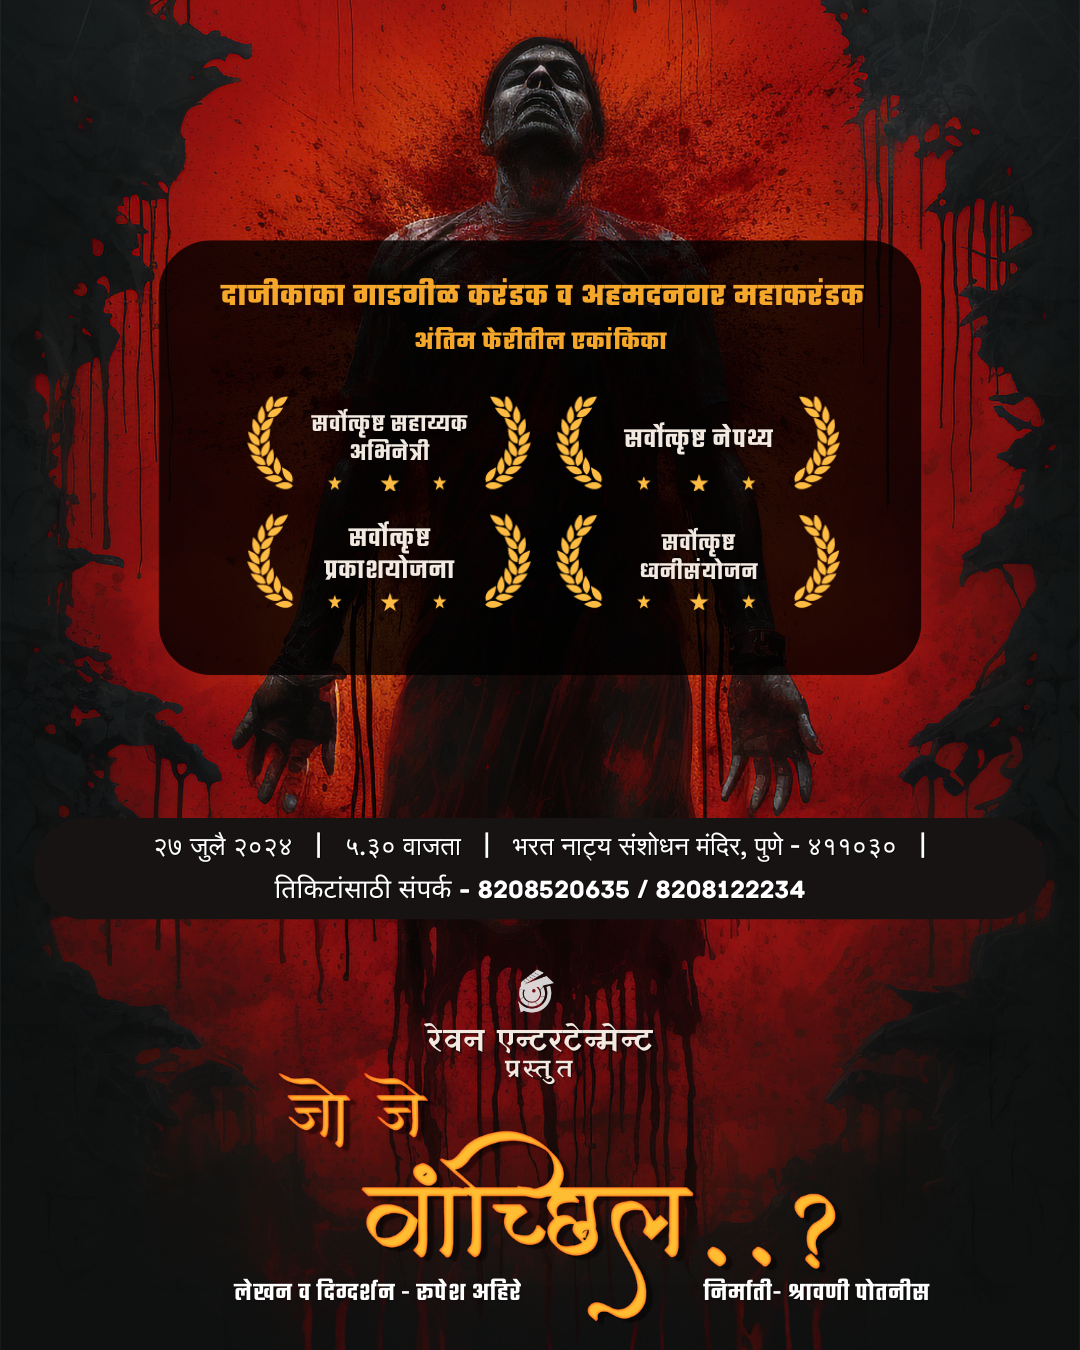 दाजीकाका गाडगीळ करंडक व अहमदनगर महाकरंडक
अंतिम फेरीतील एकांकिका
सर्वोत्कृष्ट सहाय्यक
अभिनेत्री
सर्वोत्कृष्ट नेपथ्य
सर्वोत्कृष्ट
प्रकाशयोजना
सर्वोत्कृष्ट
ध्वनीसंयोजन
२७ जुलै २०२४ | ५.३० वाजता | भरत नाट्य संशोधन मंदिर, पुणे - ४११०३० |
तिकिटांसाठी संपर्क - 8208520635 / 8208122234
रेवन एन्टरटेन्मेन्ट
प्रस्तुत
जो जे
वांच्छिल..?
लेखन व दिग्दर्शन - रूपेश अहिरे
निर्माती- श्रावणी पोतनीस